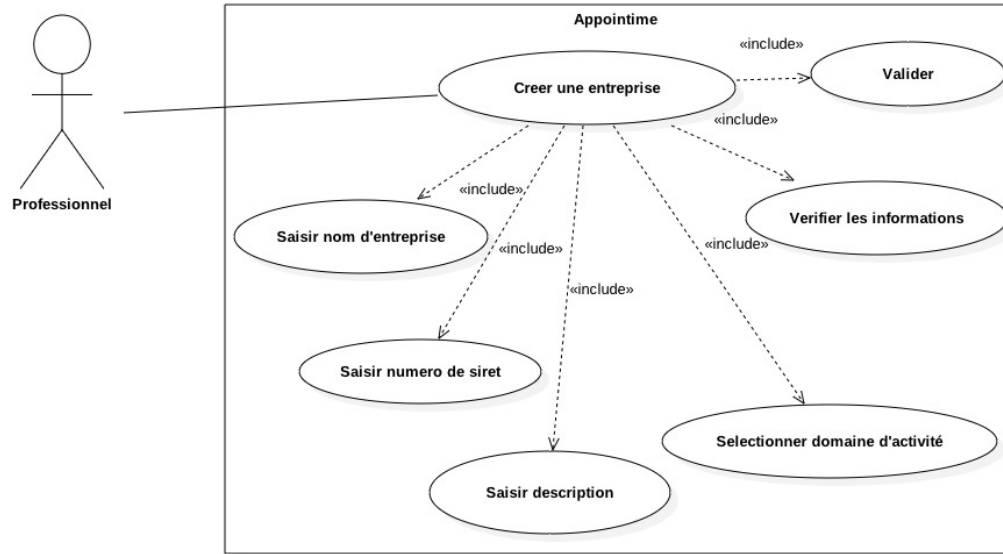 Appointime
«include»
Creer une entreprise
Valider
«include»
Professionnel
«include»
Verifier les informations
Saisir nom d'entreprise
«include»
«include»
«include»
Saisir numero de siret
Selectionner domaine d'activité
Saisir description